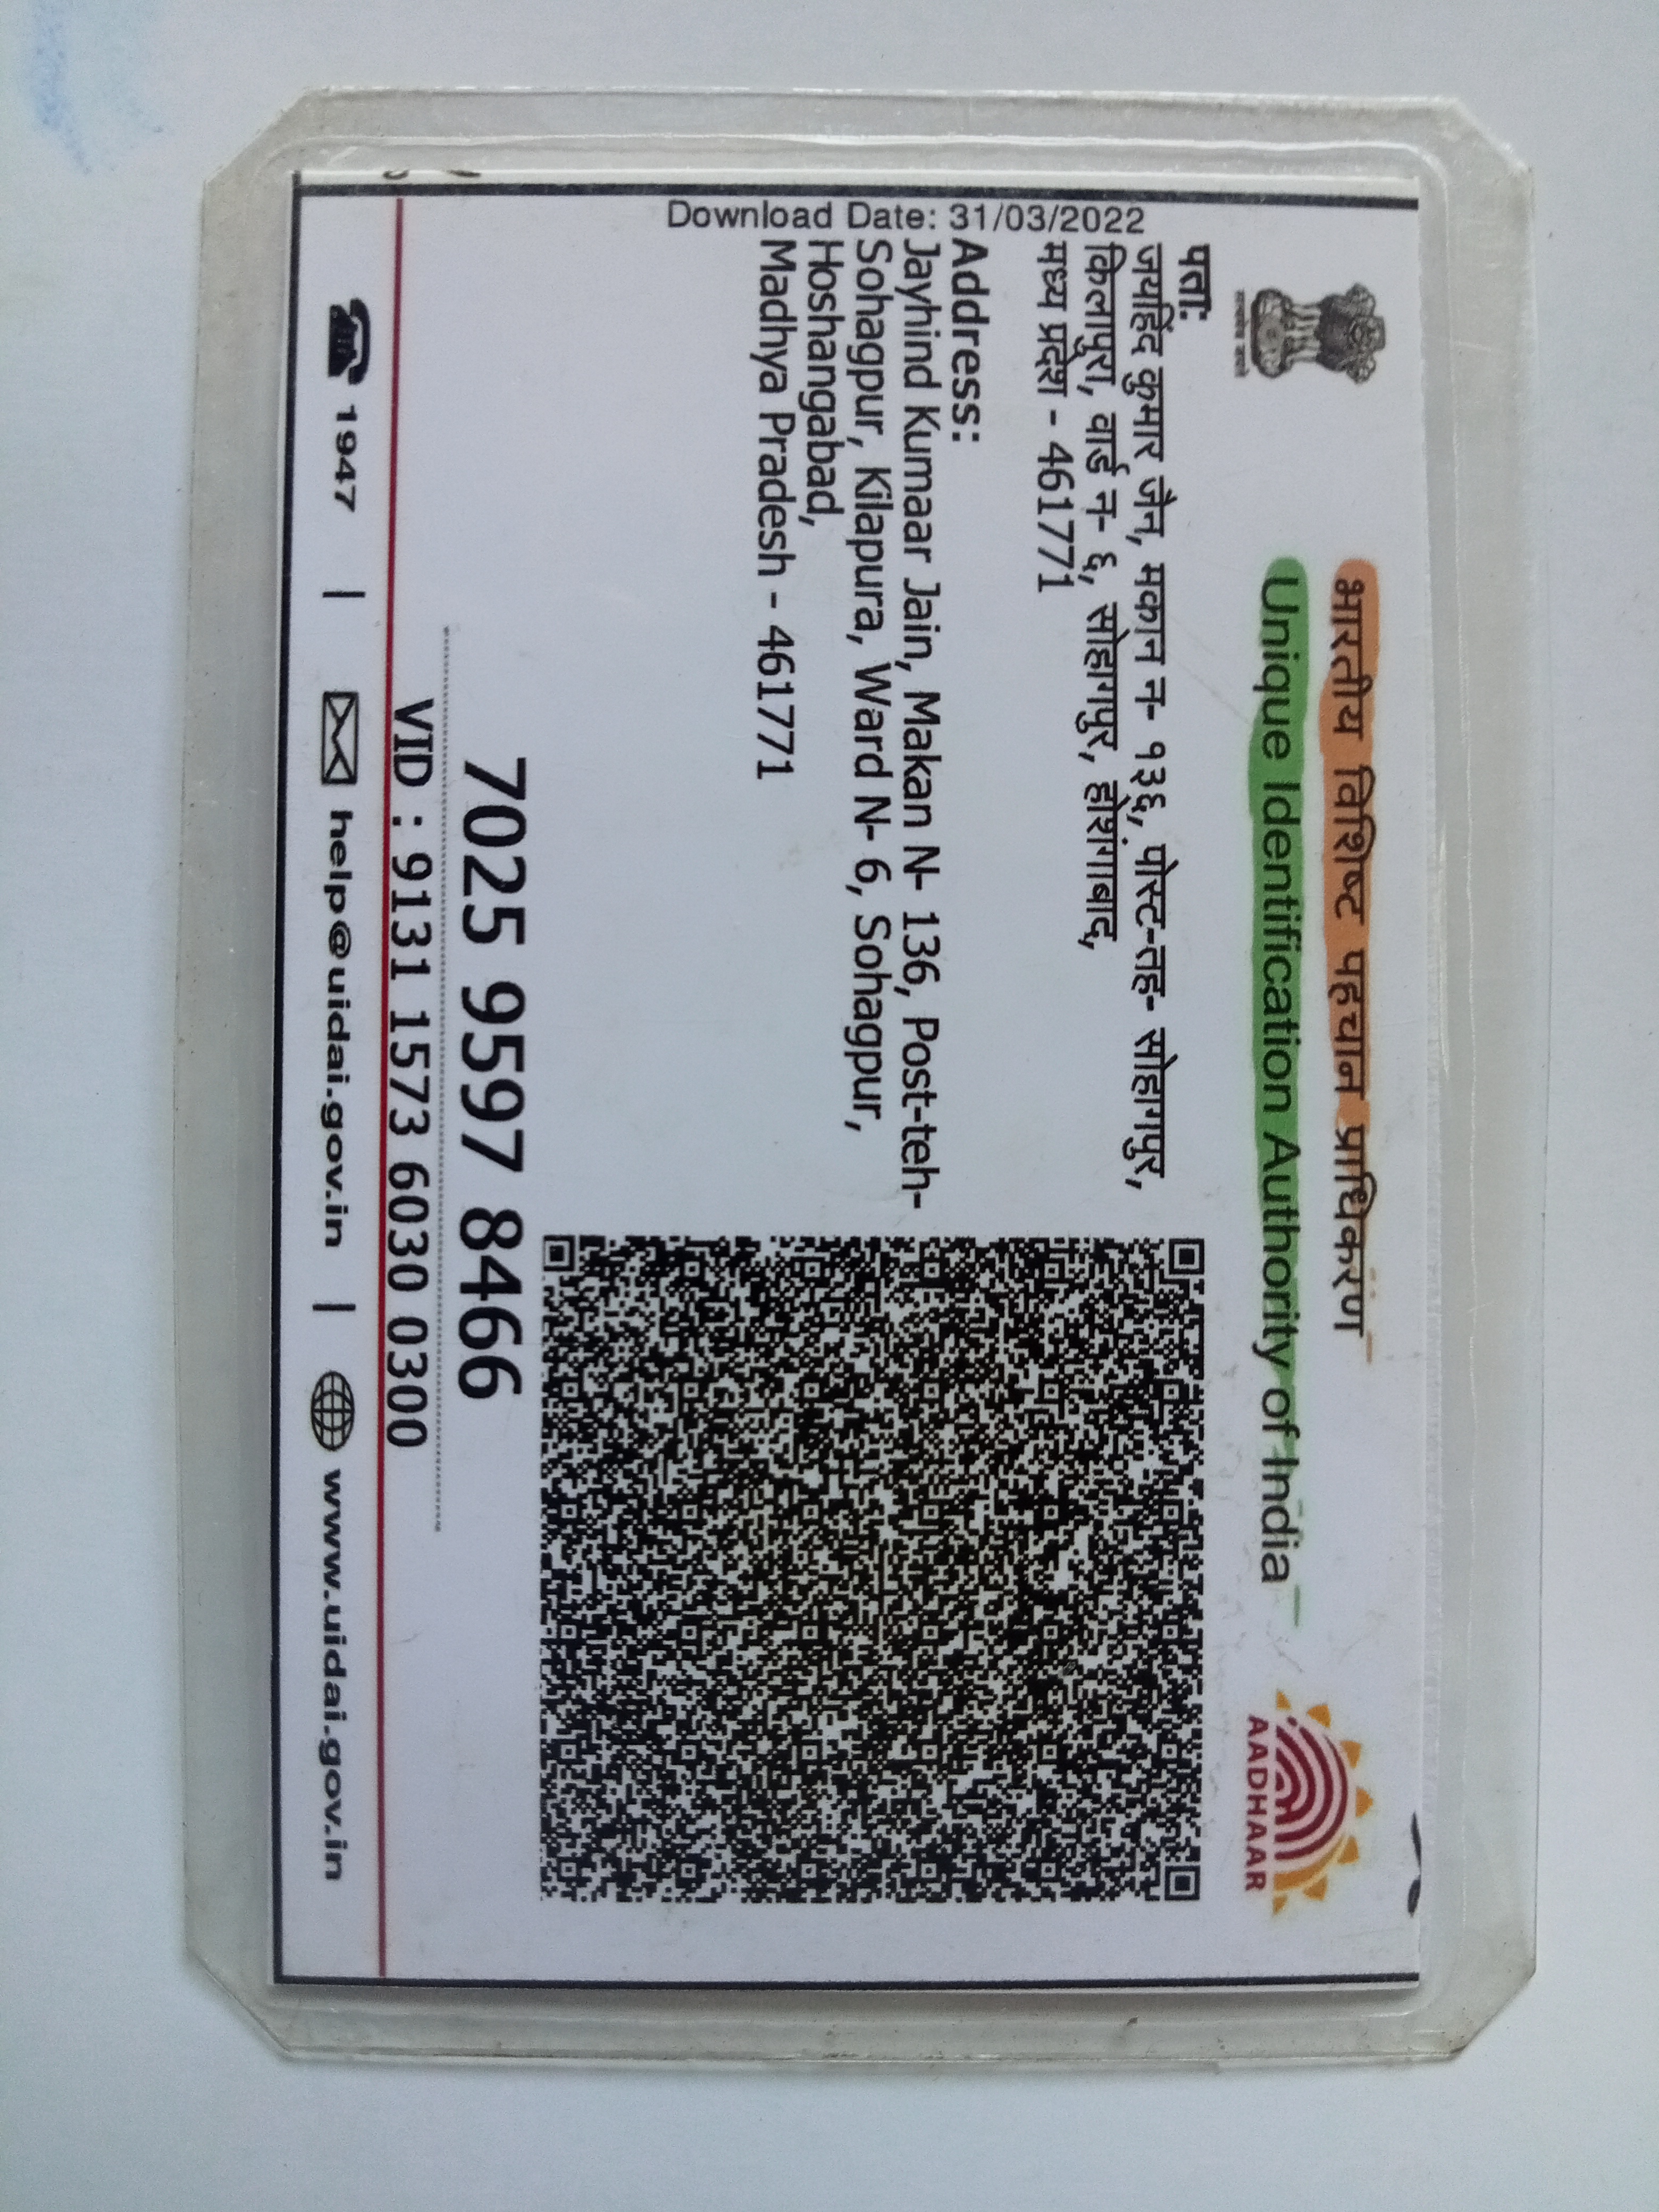 भारतीय विशिष्ट पहचान प्राधिकरण
Unique Identification Authority of India
AADHAAR
Download Date: 31/03/2022
पता:
जयहिंद कुमार जैन, मकान न- १३६, पोस्ट-तह- सोहागपुर,
किलापुरा, वार्ड न- ६, सोहागपुर, होशंगाबाद,
मध्य प्रदेश - 461771
Address:
Jayhind Kumaar Jain, Makan N- 136, Post-teh-
Sohagpur, Kilapura, Ward N- 6, Sohagpur,
Hoshangabad,
Madhya Pradesh - 461771
7025 9597 8466
VID : 9131 1573 6030 0300
1947 | help@uidai.gov.in | www.uidai.gov.in